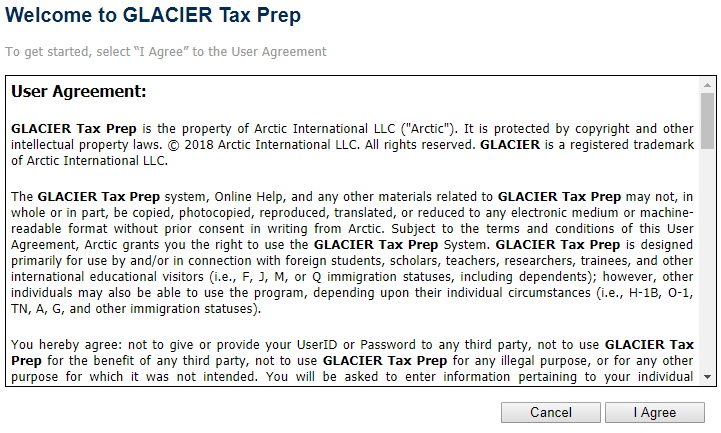 Welcome to GLACIER Tax Prep
To get started, select “I Agree” to the User Agreement
User Agreement:
GLACIER Tax Prep is the property of Arctic International LLC ("Arctic"). It is protected by copyright and other
intellectual property laws. © 2018 Arctic International LLC. All rights reserved. GLACIER is a registered trademark
of Arctic International LLC.
The GLACIER Tax Prep system, Online Help, and any other materials related to GLACIER Tax Prep may not, in
whole or in part, be copied, photocopied, reproduced, translated, or reduced to any electronic medium or machine-
readable format without prior consent in writing from Arctic. Subject to the terms and conditions of this User
Agreement, Arctic grants you the right to use the GLACIER Tax Prep System. GLACIER Tax Prep is designed
primarily for use by and/or in connection with foreign students, scholars, teachers, researchers, trainees, and other
international educational visitors (i.e., F, J, M, or Q immigration statuses, including dependents); however, other
individuals may also be able to use the program, depending upon their individual circumstances (i.e., H-1B, O-1,
TN, A, G, and other immigration statuses).
You hereby agree: not to give or provide your UserID or Password to any third party, not to use GLACIER Tax
Prep for the benefit of any third party, not to use GLACIER Tax Prep for any illegal purpose, or for any other
purpose for which it was not intended. You will be asked to enter information pertaining to your individual
Cancel I Agree